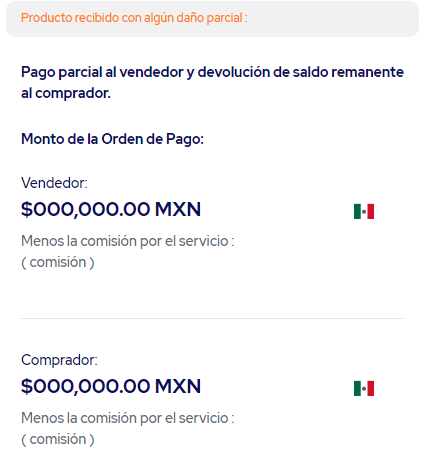 Producto recibido con algún daño parcial :
Pago parcial al vendedor y devolución de saldo remanente
al comprador.
Monto de la Orden de Pago:
Vendedor:
$000,000.00 MXN
Menos la comisión por el servicio :
( comisión )
Comprador:
$000,000.00 MXN
Menos la comisión por el servicio :
( comisión )